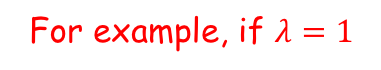 For example, if λ = 1